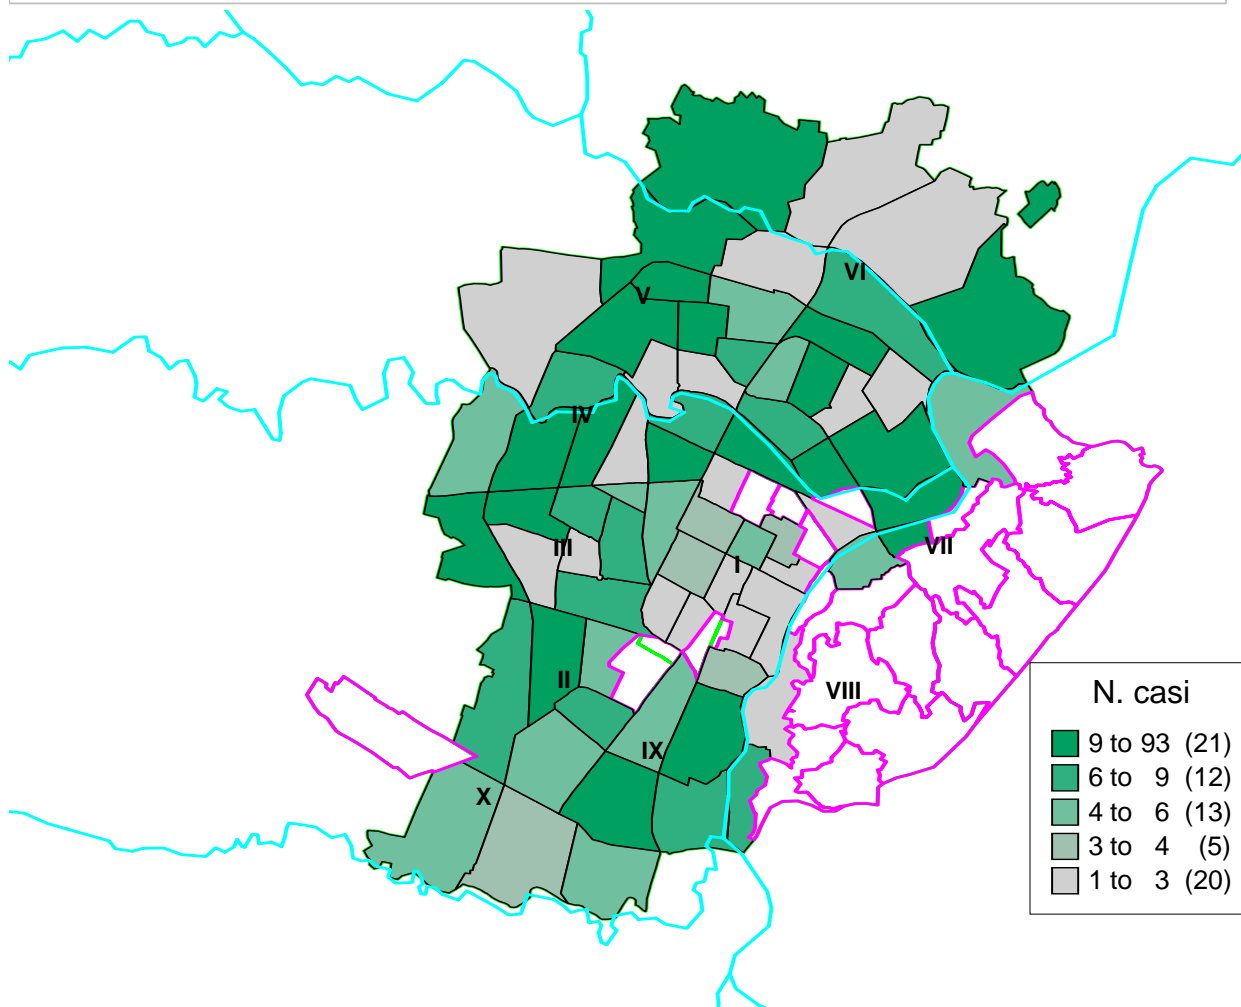 VI
V
IV
III
VII
I
II
VIII
IX
X
N. casi
9 to 93 (21)
6 to 9 (12)
4 to 6 (13)
3 to 4 (5)
1 to 3 (20)